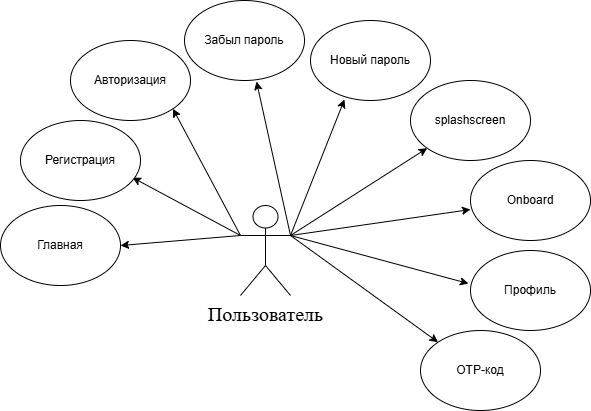 Забыл пароль
Новый пароль
Авторизация
splashscreen
Регистрация
Onboard
Главная
Профиль
Пользователь
OTP-код